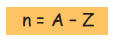 n = A – Z